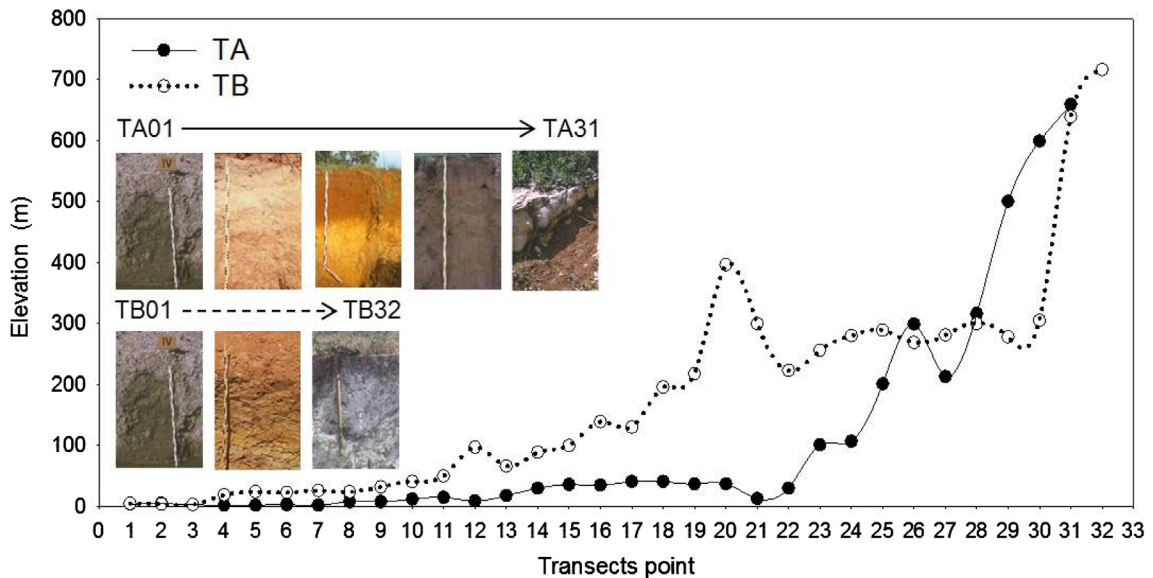 800
700
600
500
400
300
200
100
0
Elevation (m)
TA
TB
TA01 TA31
IV
TB01 TB32
IV
0 1 2 3 4 5 6 7 8 9 10 11 12 13 14 15 16 17 18 19 20 21 22 23 24 25 26 27 28 29 30 31 32 33
Transects point